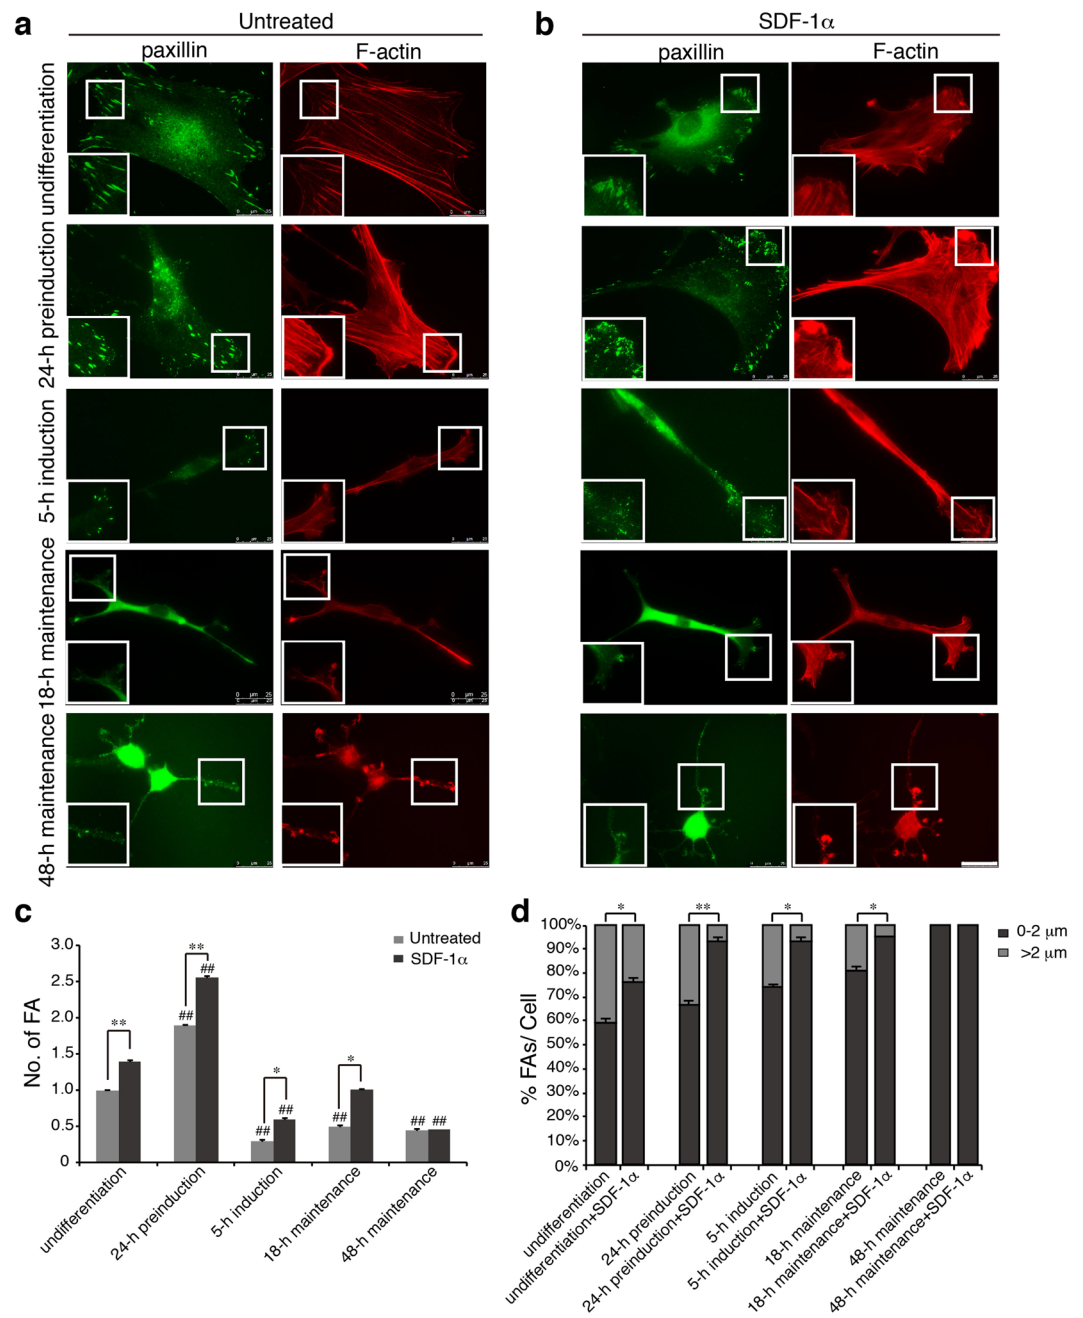 a
Untreated
paxillin
F-actin
b
SDF-1α
paxillin
F-actin
undifferentiation
24-h preinduction
5-h induction
18-h maintenance
48-h maintenance
0 µm 25
c
Untreated
SDF-1α
No. of FA
3.0
2.5
2.0
1.5
1.0
0.5
0
**
## ** ##
## * ##
## *
## ##
undifferentiation
24-h preinduction
5-h induction
18-h maintenance
48-h maintenance
d
0-2 µm
>2 µm
% FAs/ Cell
100%
90%
80%
70%
60%
50%
40%
30%
20%
10%
0%
* ** * *
undifferentiation
undifferentiation+SDF-1α
24-h preinduction
24-h preinduction+SDF-1α
5-h induction
5-h induction+SDF-1α
18-h maintenance
18-h maintenance+SDF-1α
48-h maintenance
48-h maintenance+SDF-1α